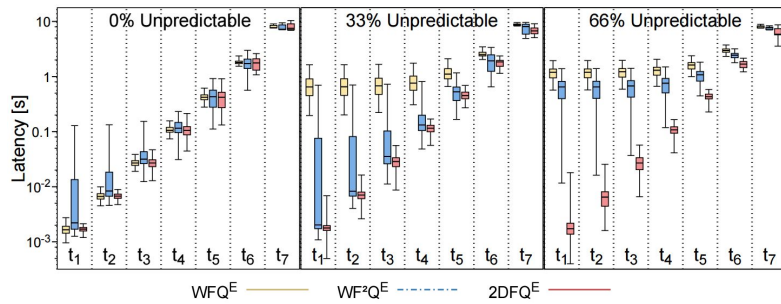 0% Unpredictable 33% Unpredictable 66% Unpredictable
Latency [s]
10
1
0.1
10⁻²
10⁻³
t₁ t₂ t₃ t₄ t₅ t₆ t₇ t₁ t₂ t₃ t₄ t₅ t₆ t₇ t₁ t₂ t₃ t₄ t₅ t₆ t₇
WFQᴱ WF²Qᴱ 2DFQᴱ